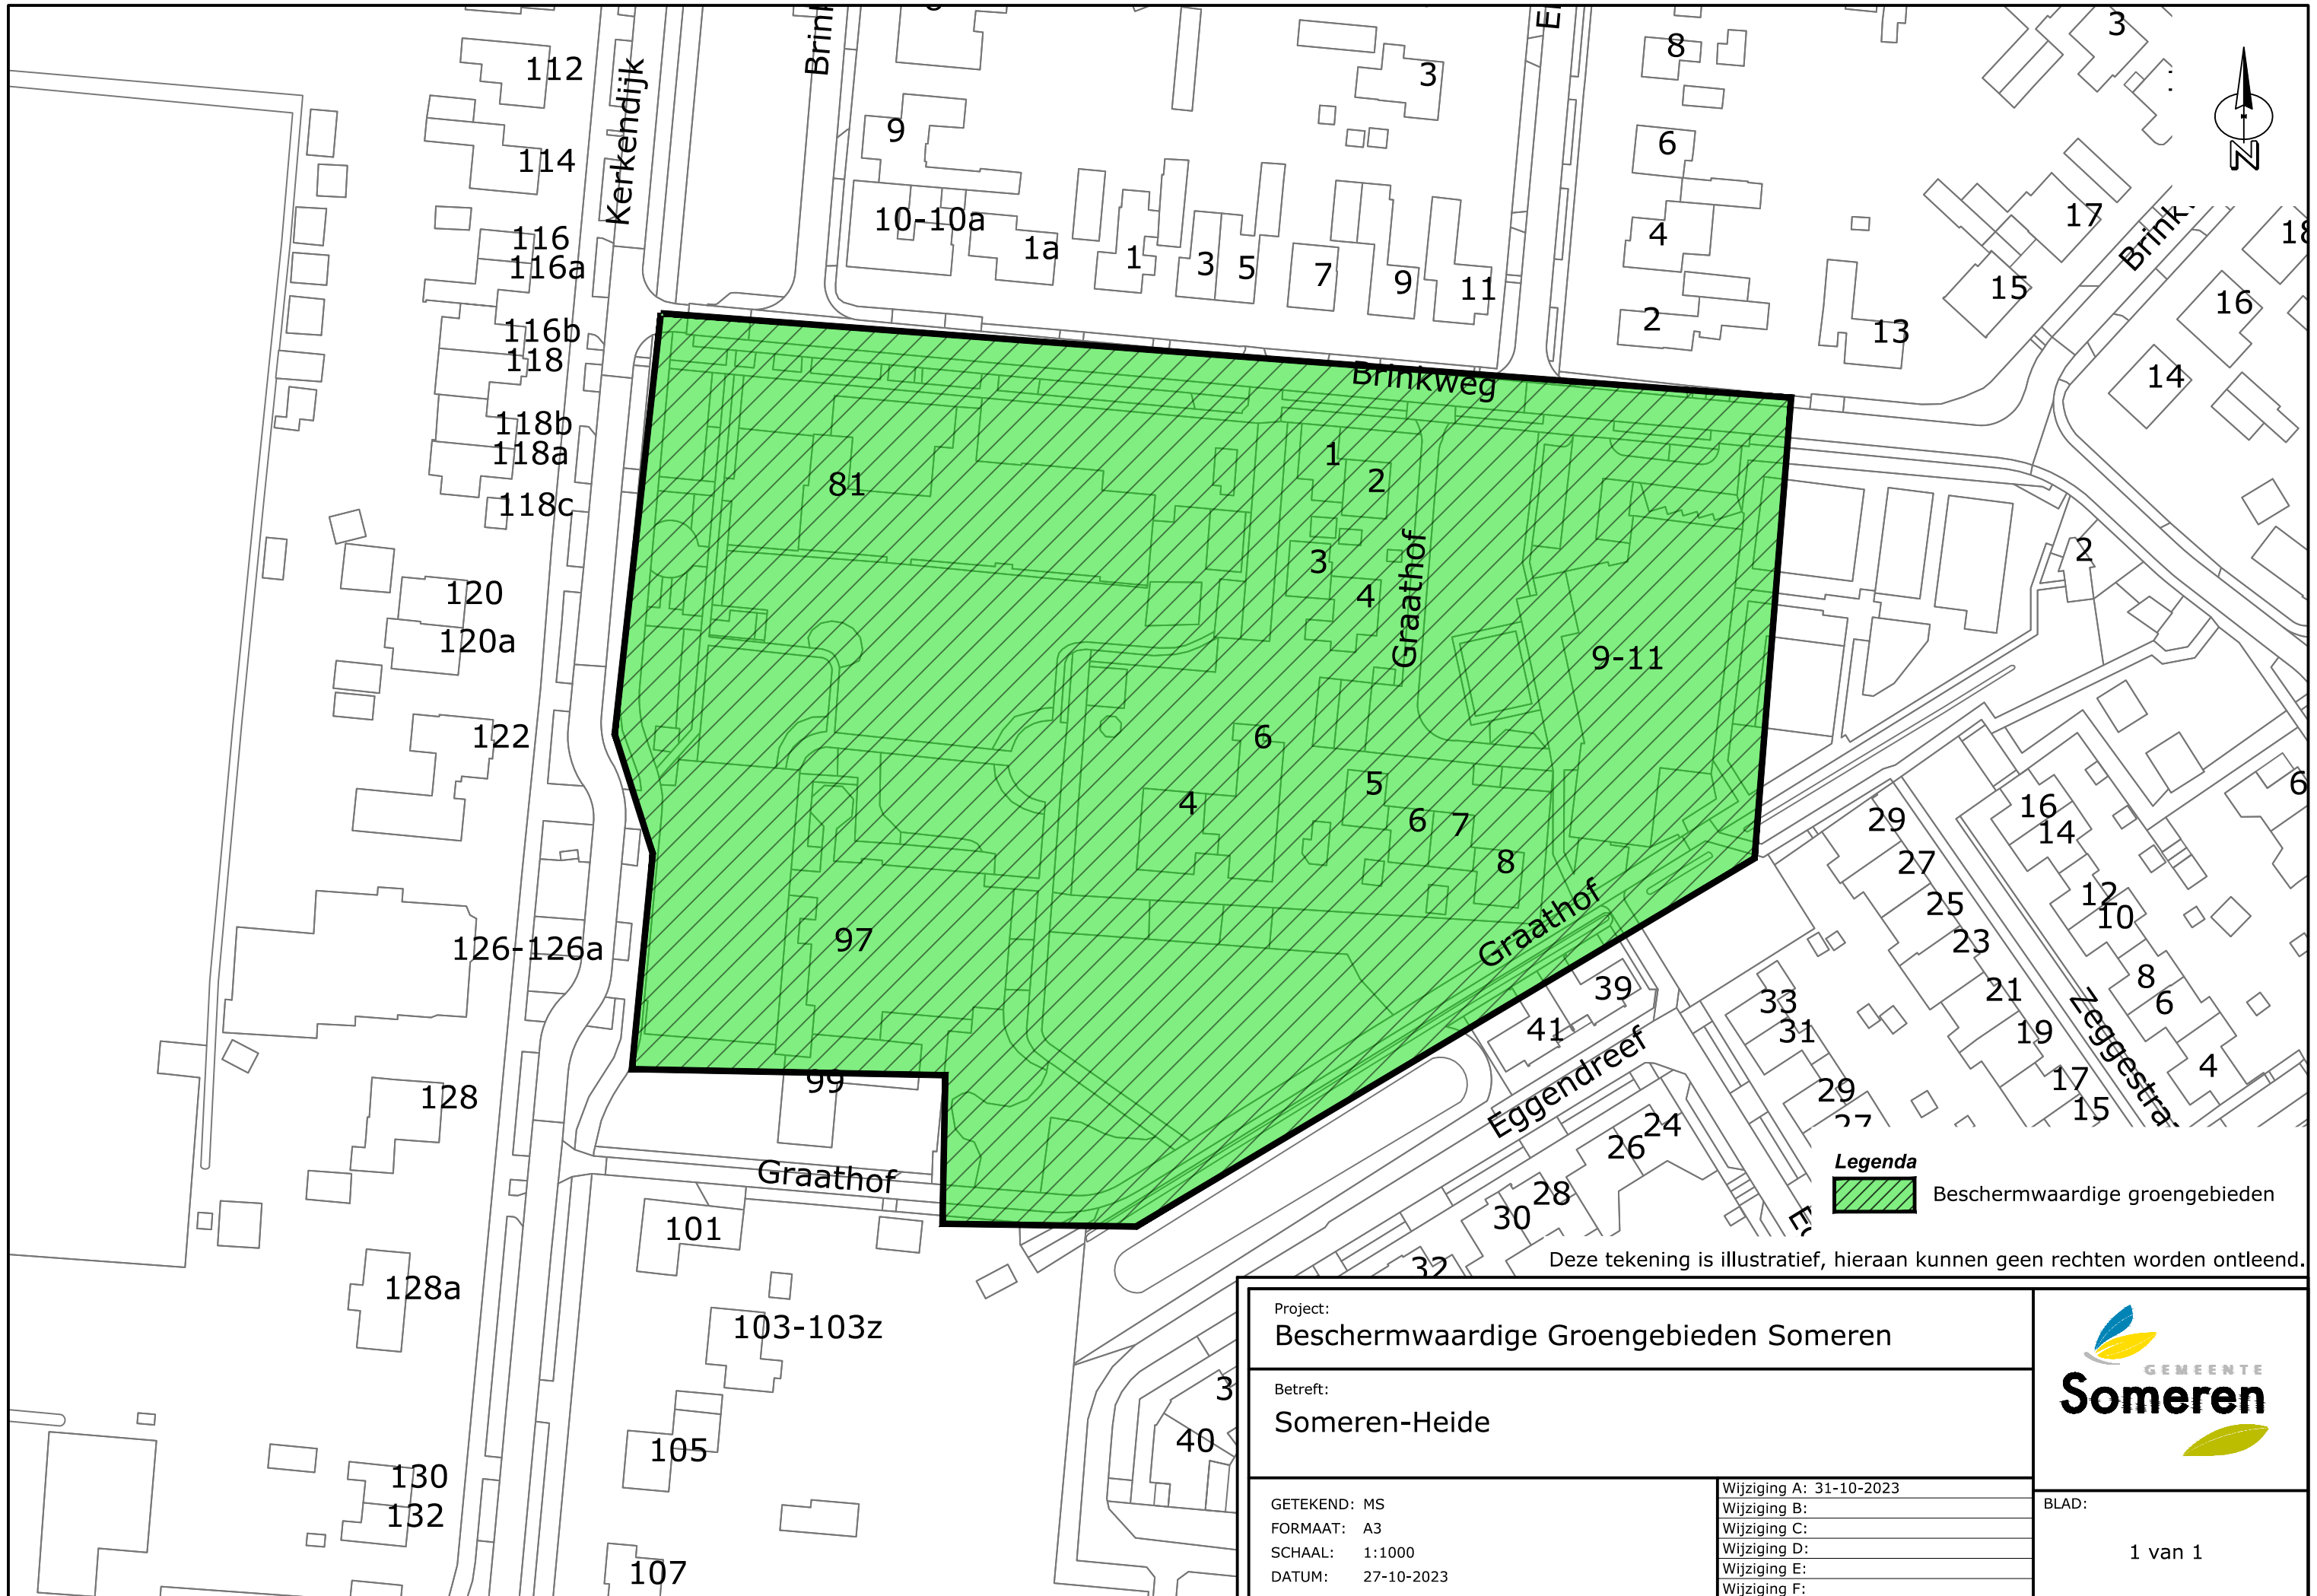 112
114
116
116a
116b
118
118b
118a
118c
120
120a
122
126-126a
128
128a
130
132
Kerkendijk
9
10-10a
1a
1
3
5
7
9
11
3
8
6
4
2
13
15
17
3
18
16
14
2
N
Brinkweg
81
1
2
3
4
Graathof
9-11
6
4
5
6
7
8
97
99
Graathof
Graathof
101
103-103z
105
107
39
41
Eggendreef
33
31
29
27
29
27
25
23
21
19
17
15
16
14
12
10
8
6
4
6
24
26
28
30
32
40
Legenda
Beschermwaardige groengebieden
Deze tekening is illustratief, hieraan kunnen geen rechten worden ontleend.
Project:
Beschermwaardige Groengebieden Someren
Betreft:
Someren-Heide
GETEKEND: MS
FORMAAT: A3
SCHAAL: 1:1000
DATUM: 27-10-2023
Wijziging A: 31-10-2023
Wijziging B:
Wijziging C:
Wijziging D:
Wijziging E:
Wijziging F:
GEMEENTE
Someren
BLAD:
1 van 1